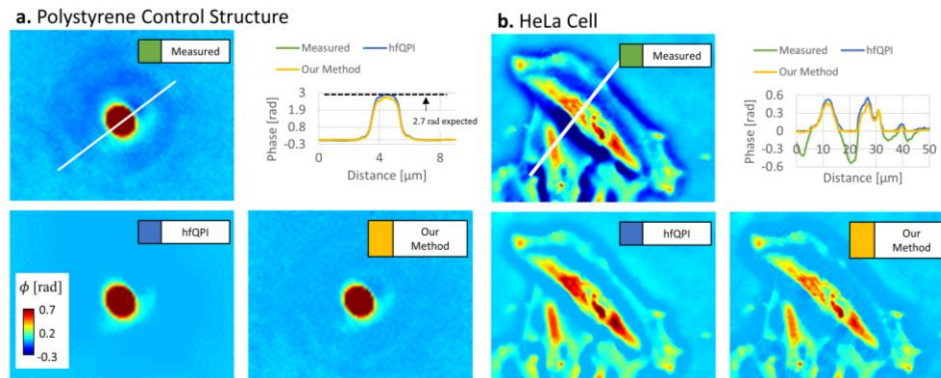 a. Polystyrene Control Structure
Measured
Measured hfQPI
Our Method
Phase [rad]
3
1.9
0.8
-0.3
2.7 rad expected
0 5
Distance [µm]
hfQPI
ϕ [rad]
0.7
0.2
-0.3
Our
Method
b. HeLa Cell
Measured
Measured hfQPI
Our Method
Phase [rad]
0.6
0.3
0
-0.3
-0.6
0 10 20 30 40 50
Distance [µm]
hfQPI
Our
Method